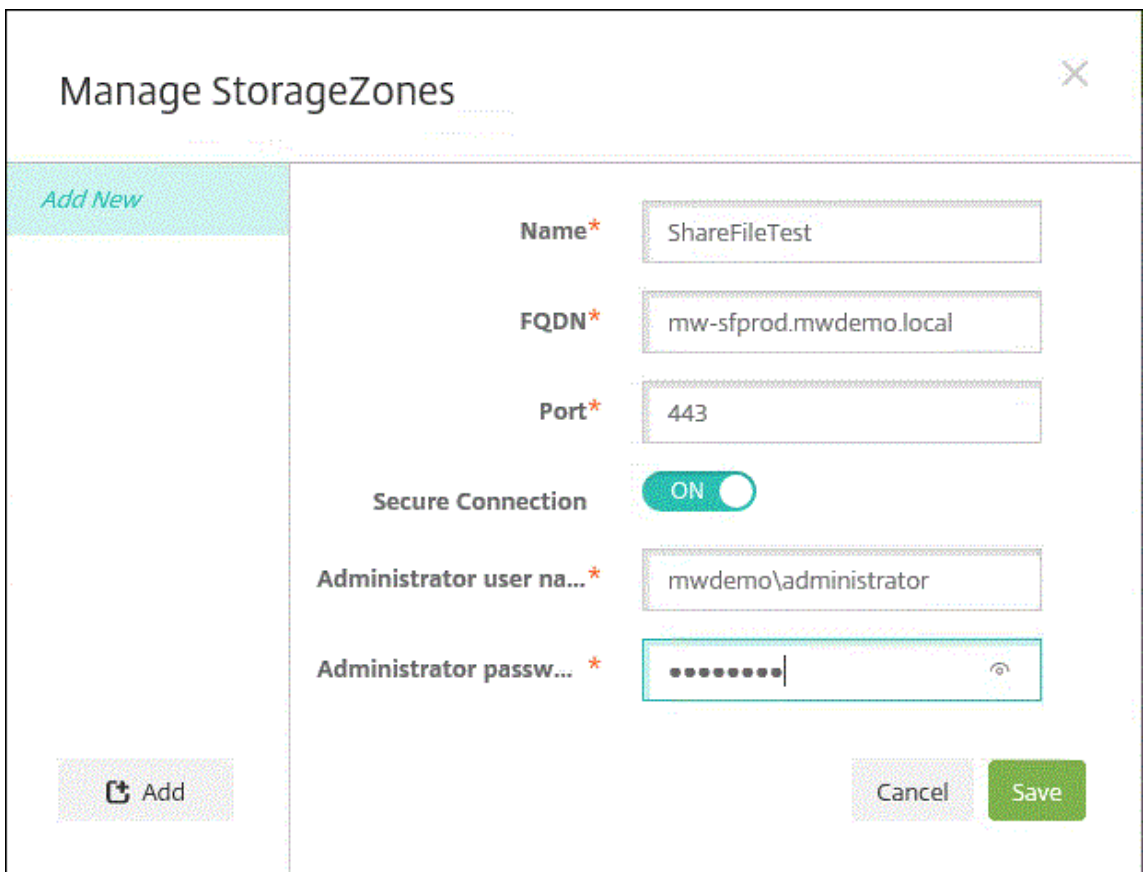 Manage StorageZones
Add New
Name* ShareFileTest
FQDN* mw-sfprod.mwdemo.local
Port* 443
Secure Connection ON
Administrator user na...* mwdemo\administrator
Administrator passw... * ••••••••
Add
Cancel Save